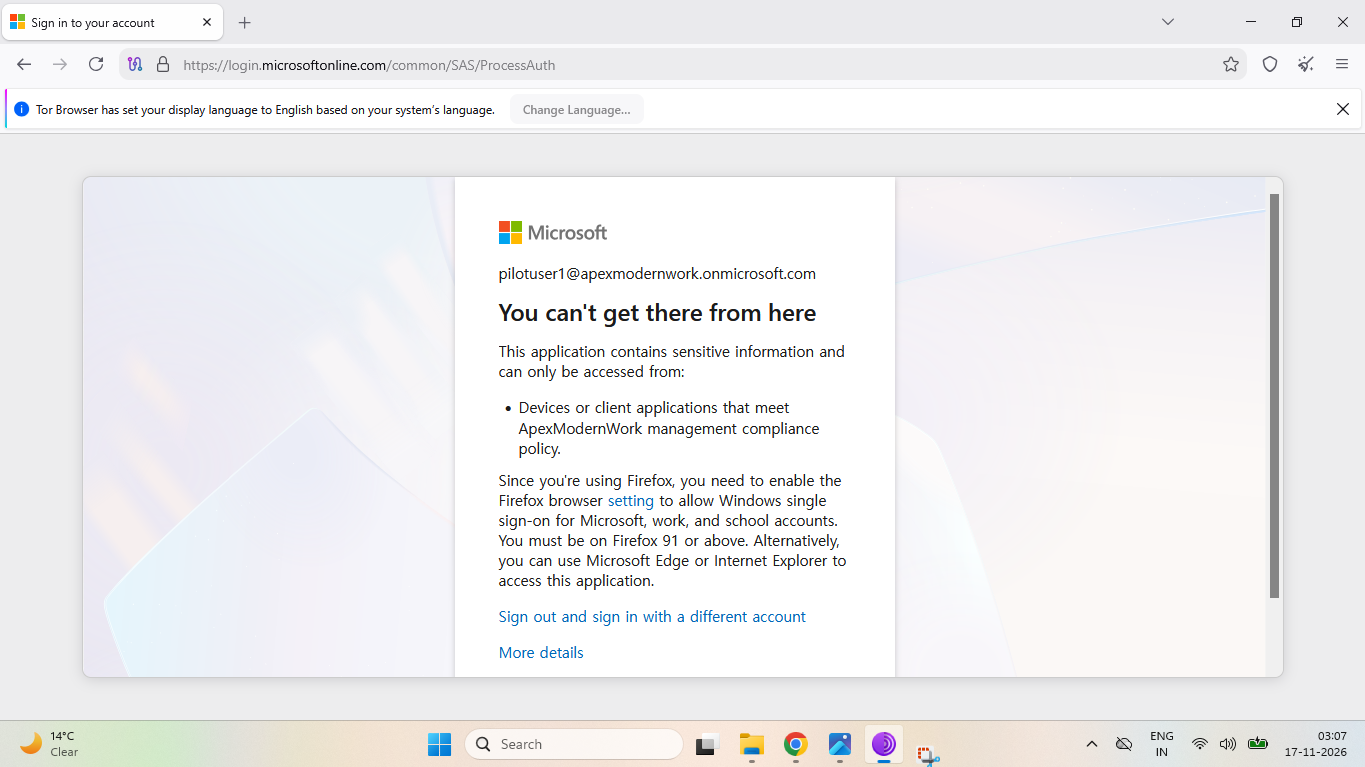 Sign in to your account
https://login.microsoftonline.com/common/SAS/ProcessAuth
Tor Browser has set your display language to English based on your system's language.
Change Language...
Microsoft
pilotuser1@apexmodernwork.onmicrosoft.com
You can't get there from here
This application contains sensitive information and
can only be accessed from:
• Devices or client applications that meet
ApexModernWork management compliance
policy.
Since you're using Firefox, you need to enable the
Firefox browser setting to allow Windows single
sign-on for Microsoft, work, and school accounts.
You must be on Firefox 91 or above. Alternatively,
you can use Microsoft Edge or Internet Explorer to
access this application.
Sign out and sign in with a different account
More details
14°C
Clear
Search
ENG
IN
03:07
17-11-2026